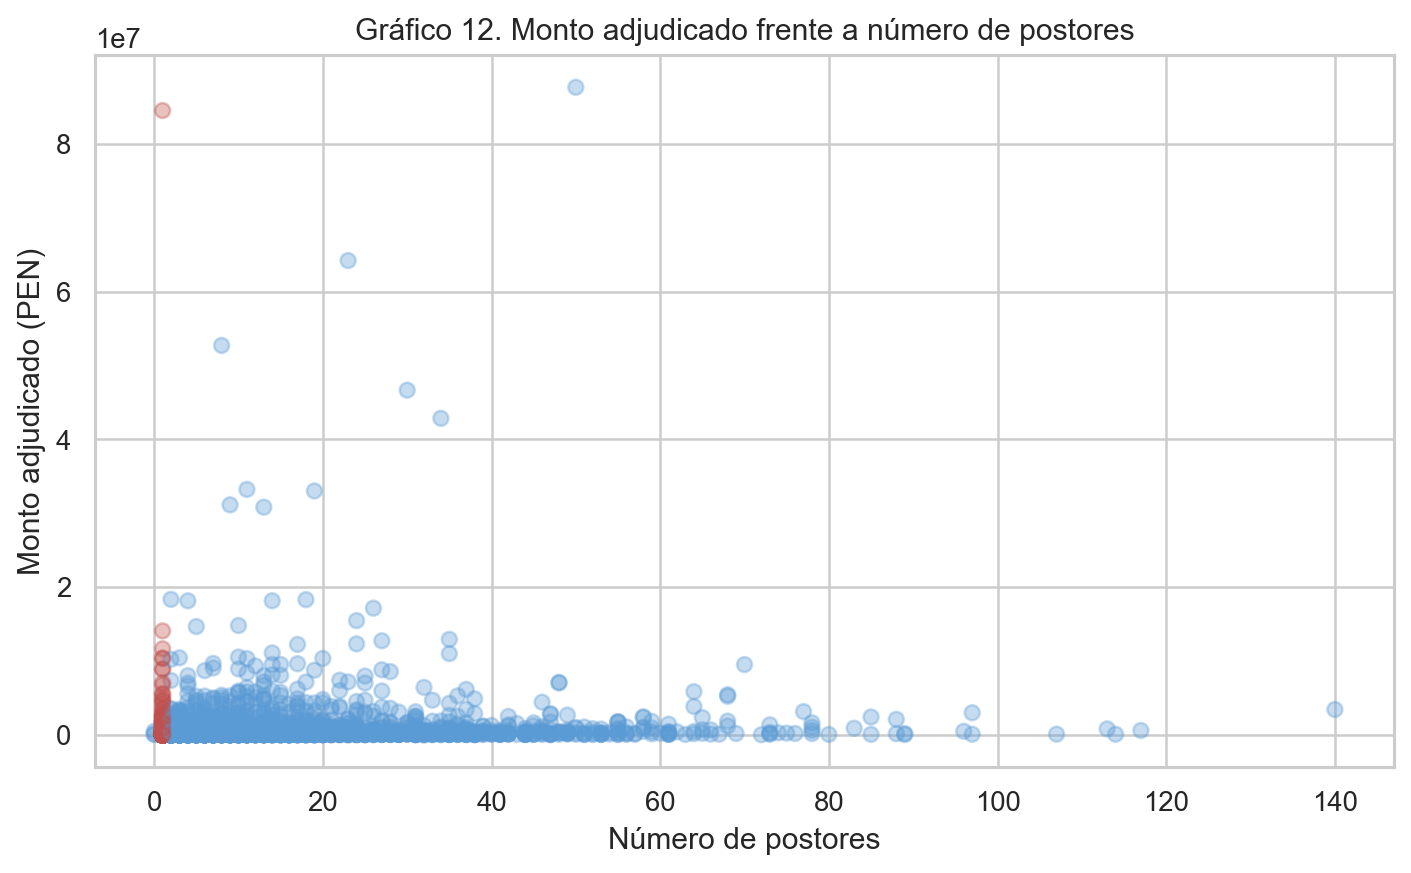 Gráfico 12. Monto adjudicado frente a número de postores
1e7
8
6
4
2
0
Monto adjudicado (PEN)
0 20 40 60 80 100 120 140
Número de postores